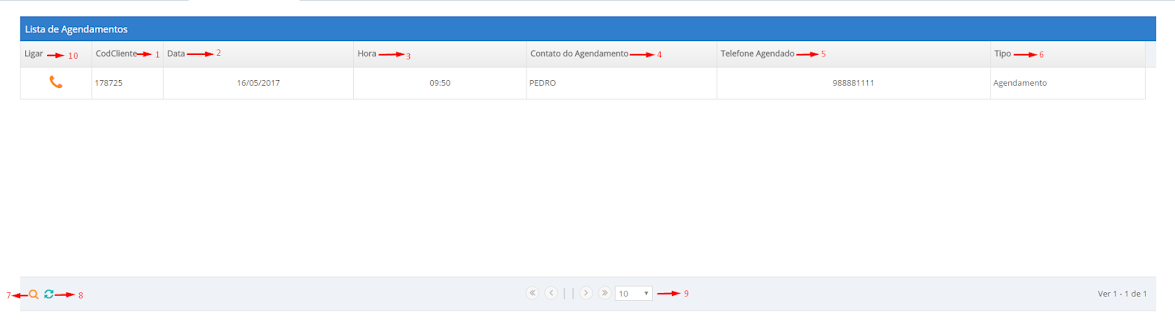 Lista de Agendamentos
Ligar 10 CodCliente 1 Data 2 Hora 3 Contato do Agendamento 4 Telefone Agendado 5 Tipo 6
178725 16/05/2017 09:50 PEDRO 988881111 Agendamento
7 8 10 9 Ver 1 - 1 de 1